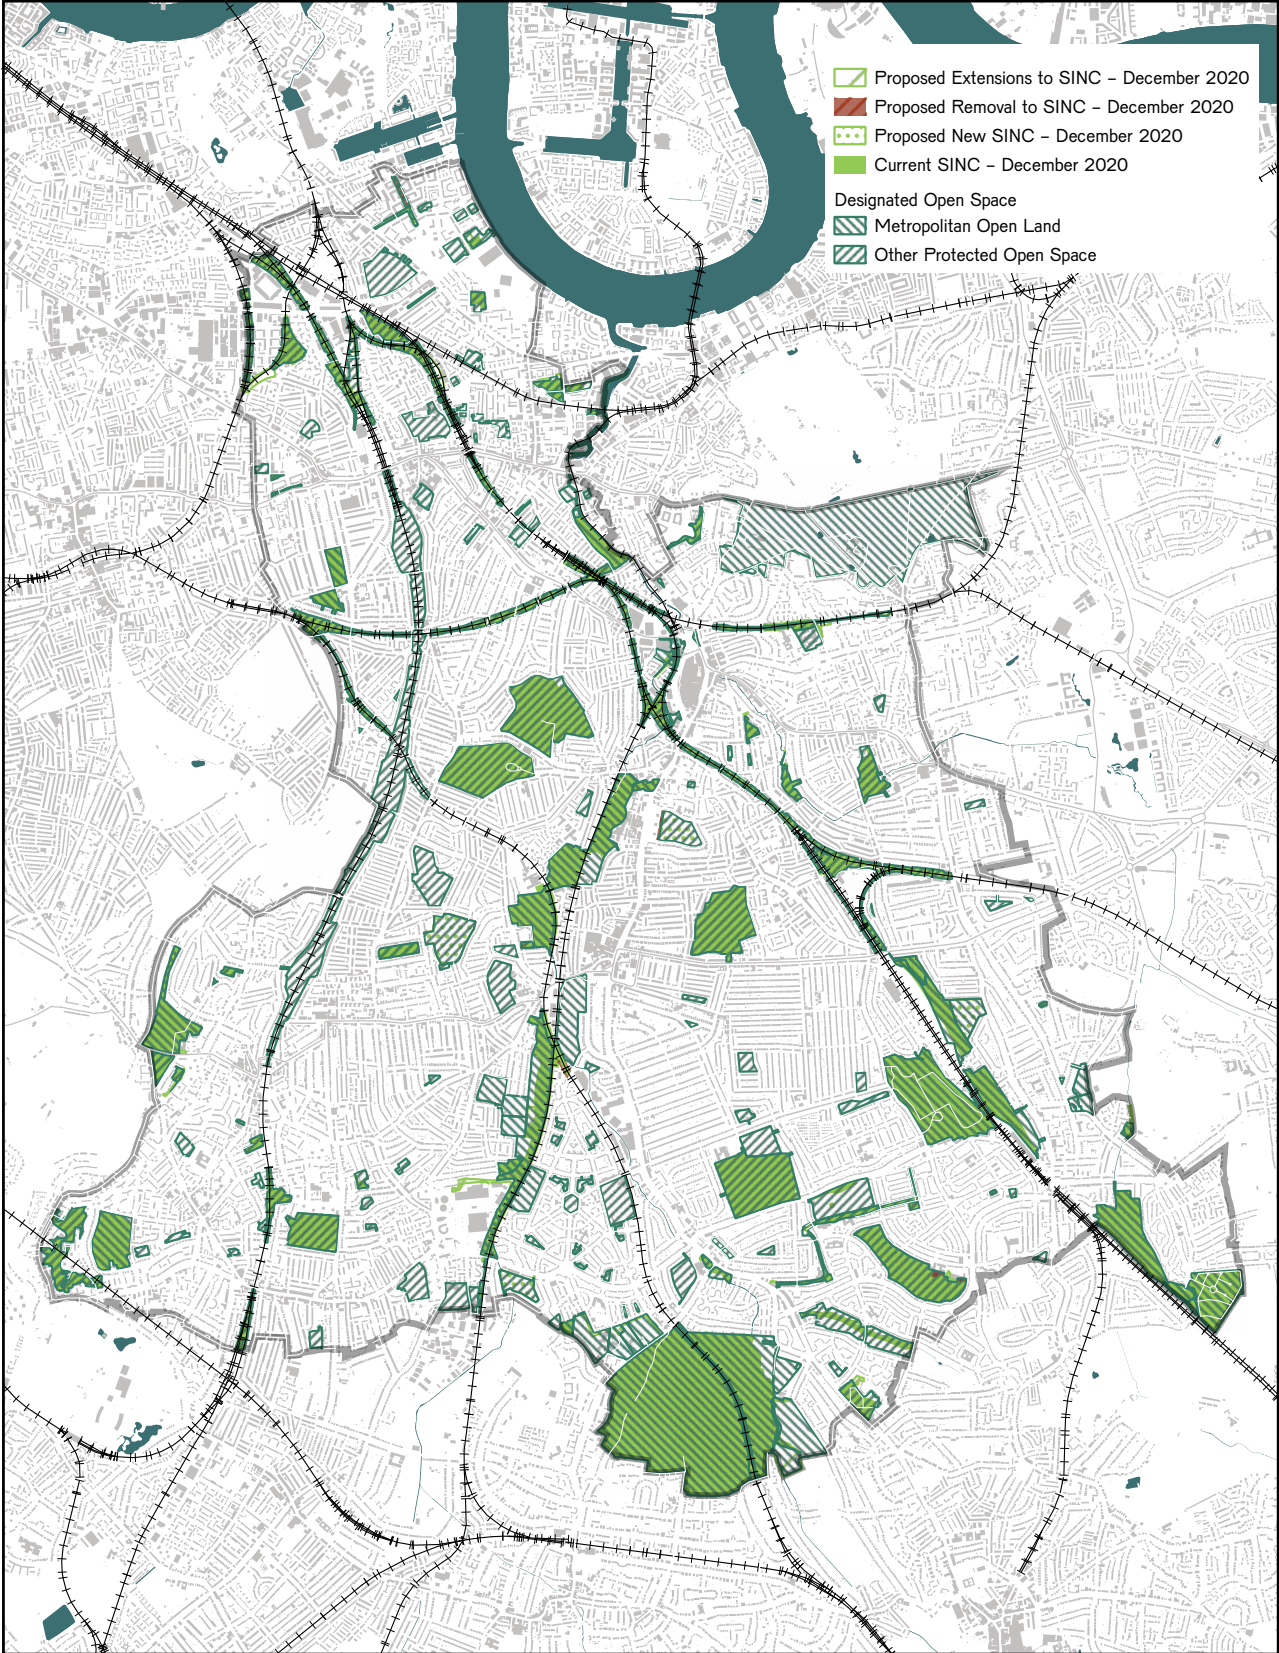 Proposed Extensions to SINC – December 2020
Proposed Removal to SINC – December 2020
Proposed New SINC – December 2020
Current SINC – December 2020
Designated Open Space
Metropolitan Open Land
Other Protected Open Space